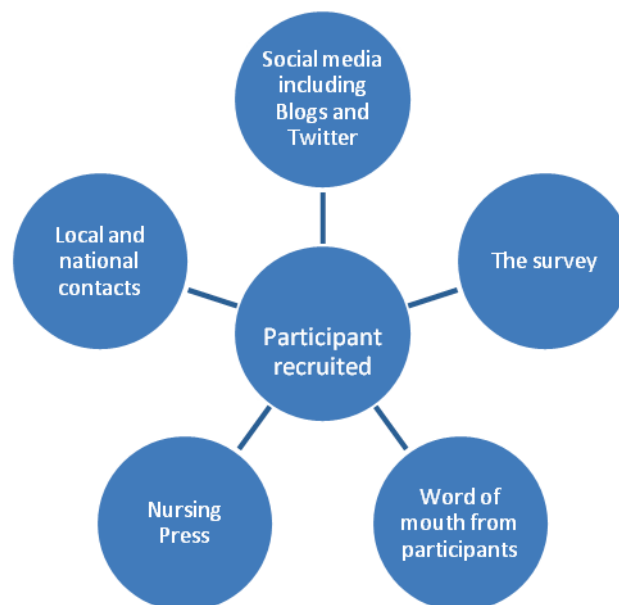 Social media
including
Blogs and
Twitter
Local and
national
contacts
The survey
Participant
recruited
Nursing
Press
Word of
mouth from
participants